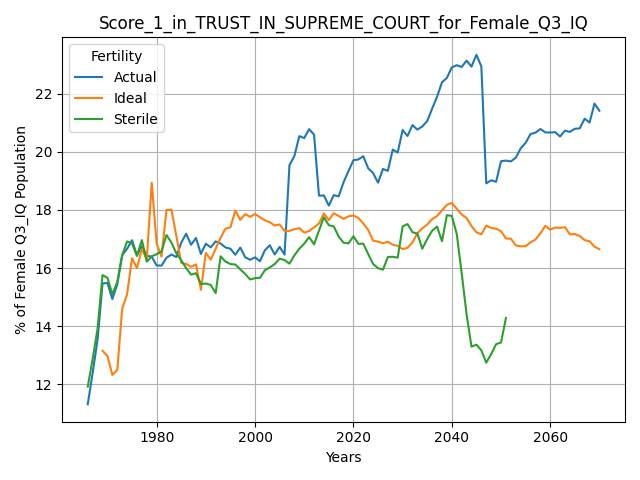 Score_1_in_TRUST_IN_SUPREME_COURT_for_Female_Q3_IQ
Fertility
Actual
Ideal
Sterile
% of Female Q3_IQ Population
22
20
18
16
14
12
1980
2000
2020
2040
2060
Years